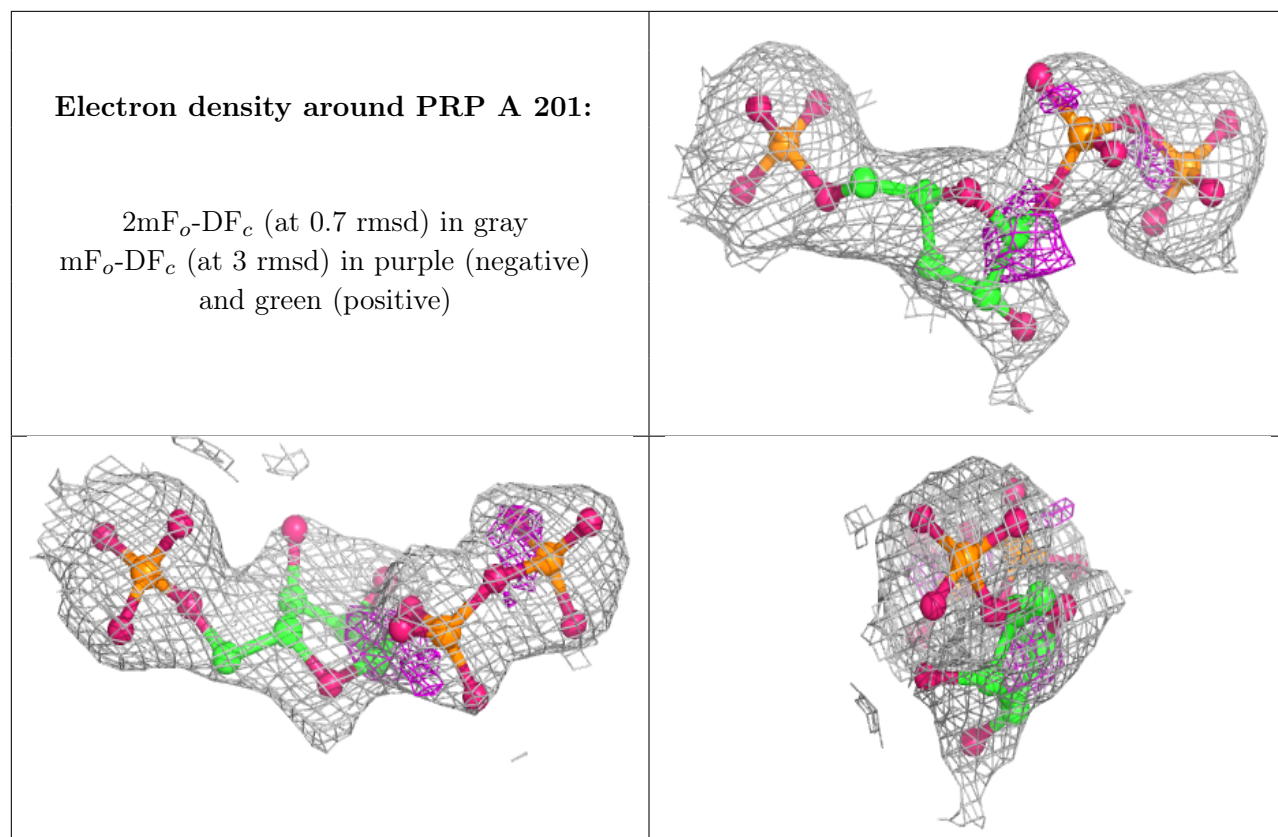 Electron density around PRP A 201:
2mFo-DFc (at 0.7 rmsd) in gray
mFo-DFc (at 3 rmsd) in purple (negative)
and green (positive)